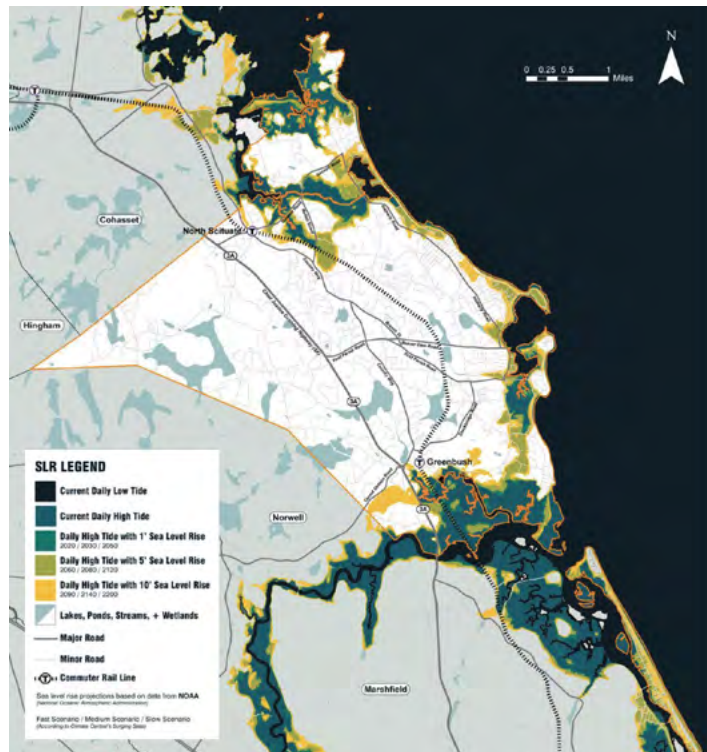 N
0 0.25 0.5 1
Miles
Cohasset
North Scituate
T
T
3A
Hingham
3A
Greenbush
T
3A
Norwell
Marshfield
SLR LEGEND
Current Daily Low Tide
Current Daily High Tide
Daily High Tide with 1' Sea Level Rise
2020 / 2030 / 2050
Daily High Tide with 5' Sea Level Rise
2060 / 2080 / 2120
Daily High Tide with 10' Sea Level Rise
2090 / 2140 / 2200
Lakes, Ponds, Streams, + Wetlands
Major Road
Minor Road
T
Commuter Rail Line
Sea level rise projections based on data from NOAA
(National Oceanic Atmospheric Administration)
Fast Scenario / Medium Scenario / Slow Scenario
(According to Climate Central's Surging Seas)